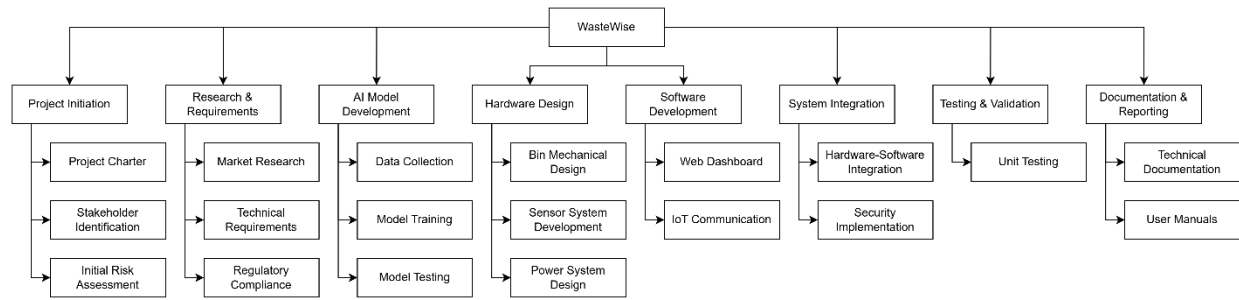 WasteWise
Project Initiation
Research &
Requirements
AI Model
Development
Hardware Design
Software
Development
System Integration
Testing & Validation
Documentation &
Reporting
Project Charter
Market Research
Data Collection
Bin Mechanical
Design
Web Dashboard
Hardware-Software
Integration
Unit Testing
Technical
Documentation
Stakeholder
Identification
Technical
Requirements
Model Training
Sensor System
Development
IoT Communication
Security
Implementation
User Manuals
Initial Risk
Assessment
Regulatory
Compliance
Model Testing
Power System
Design